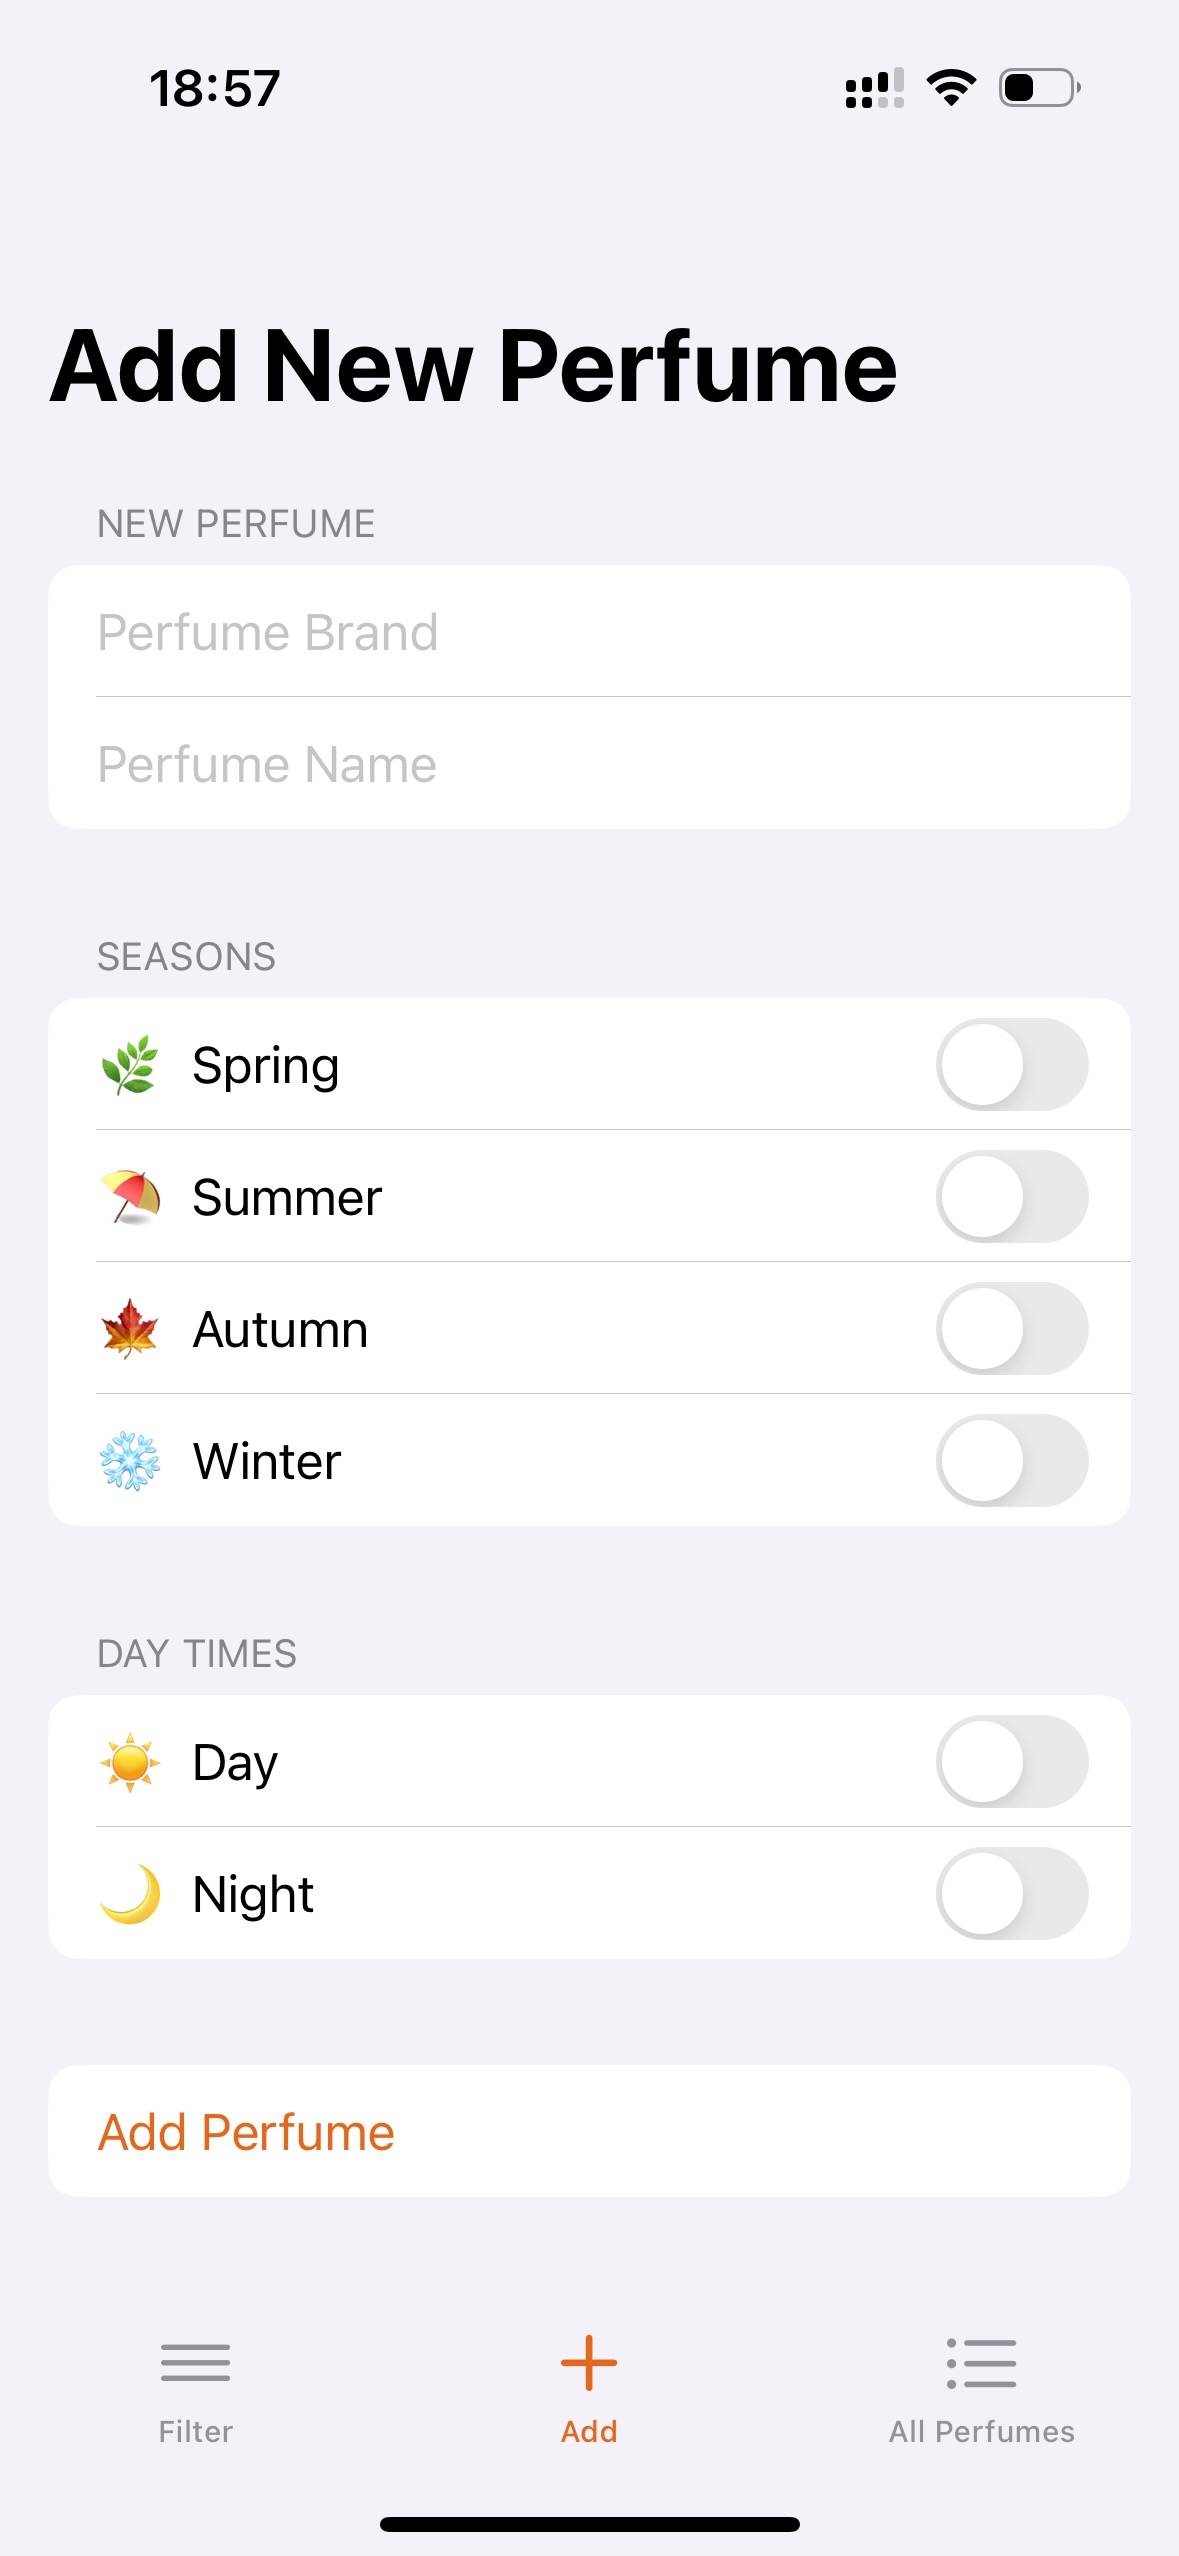 18:57
Add New Perfume
NEW PERFUME
Perfume Brand
Perfume Name
SEASONS
Spring
Summer
Autumn
Winter
DAY TIMES
Day
Night
Add Perfume
Filter
Add
All Perfumes